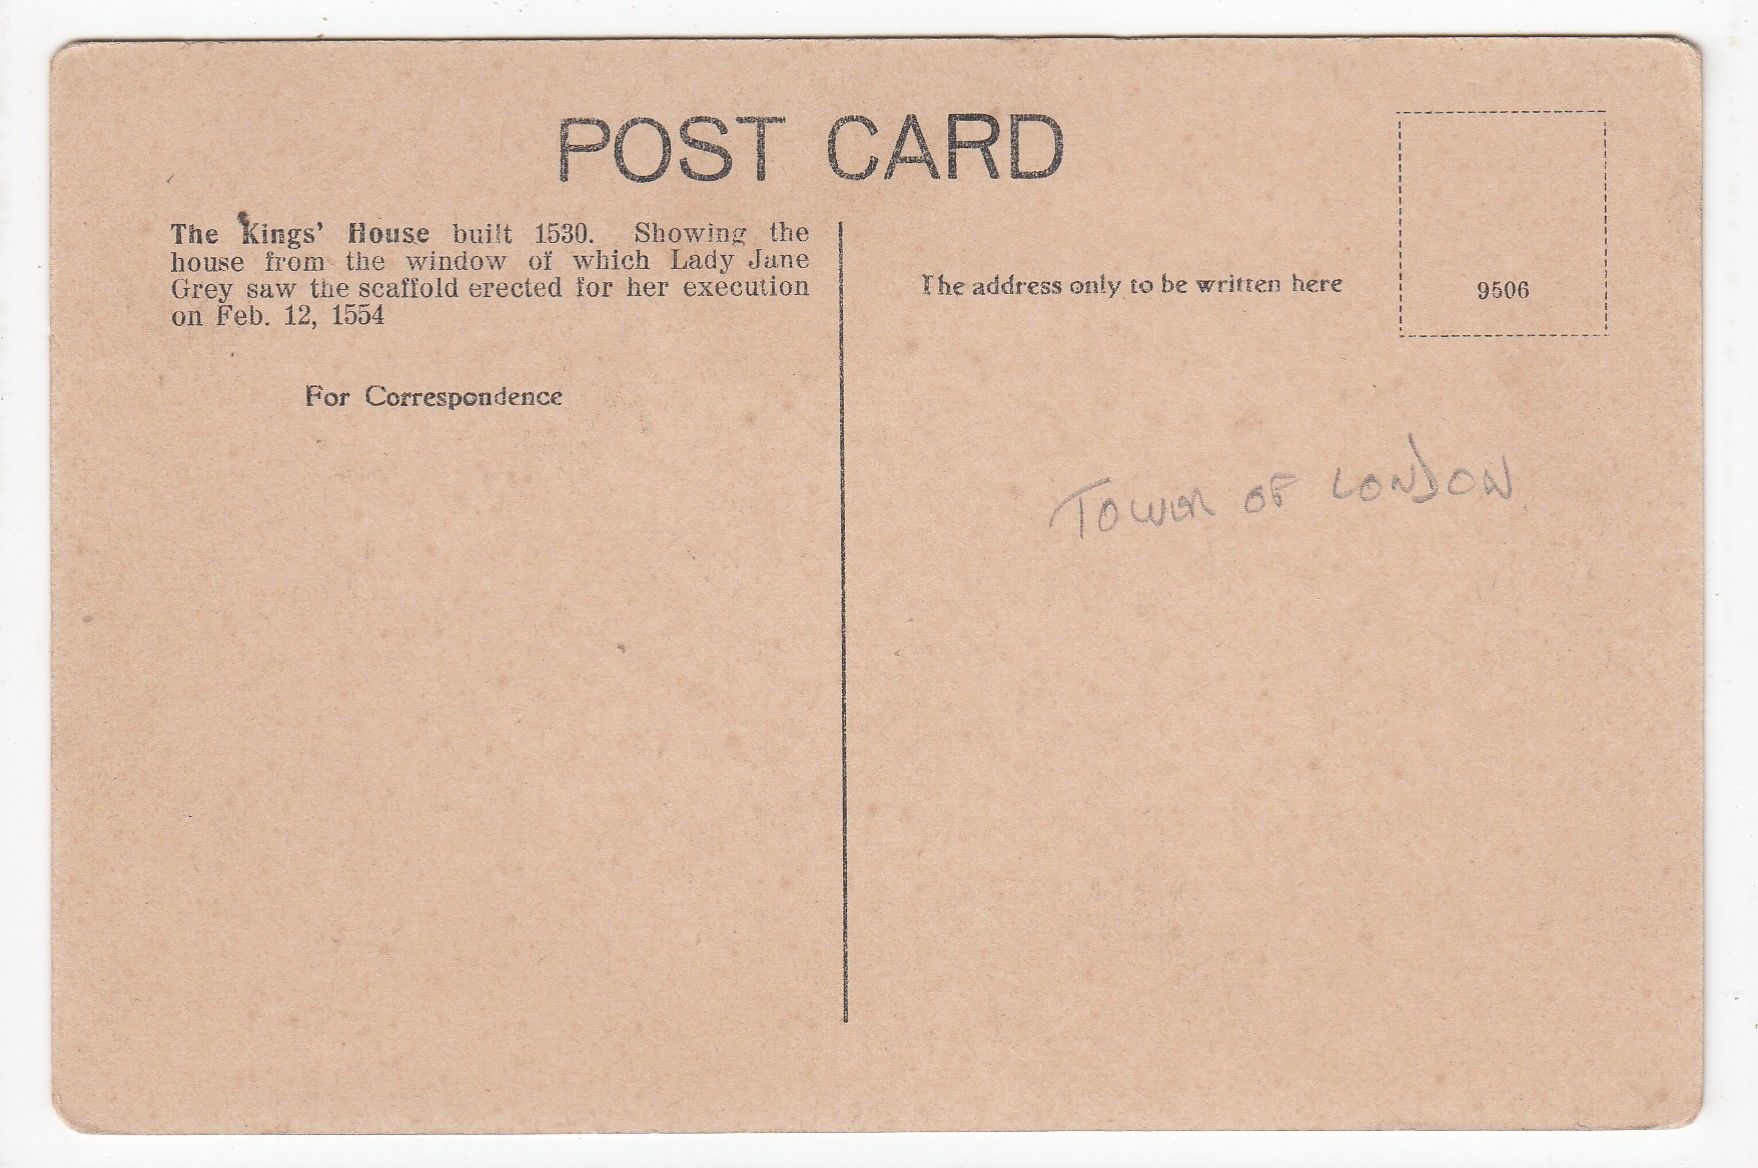 POST CARD
The Kings' House built 1530. Showing the
house from the window of which Lady Jane
Grey saw the scaffold erected for her execution
on Feb. 12, 1554
For Correspondence
The address only to be written here
9506
TOWER OF LONDON